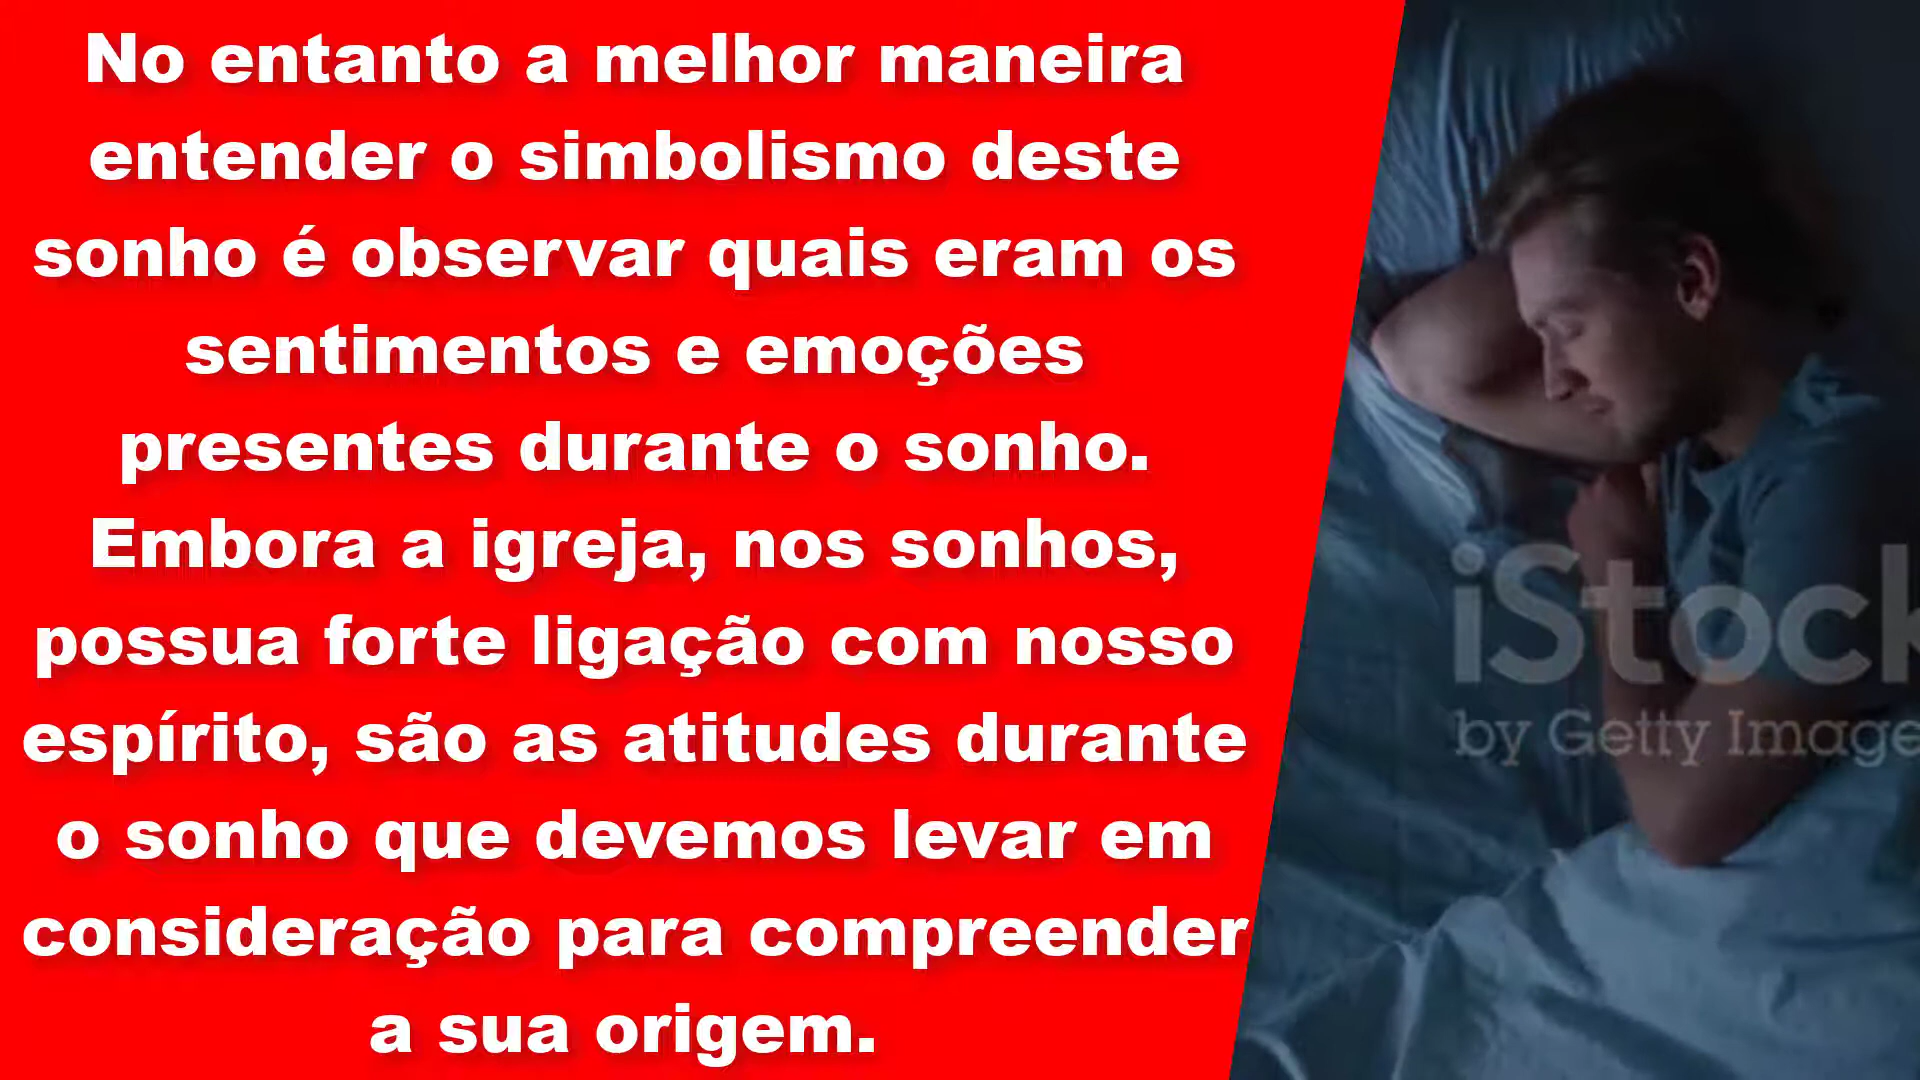 No entanto a melhor maneira
entender o simbolismo deste
sonho é observar quais eram os
sentimentos e emoções
presentes durante o sonho.
Embora a igreja, nos sonhos,
possua forte ligação com nosso
espírito, são as atitudes durante
o sonho que devemos levar em
consideração para compreender
a sua origem.
iStock
by Getty Image